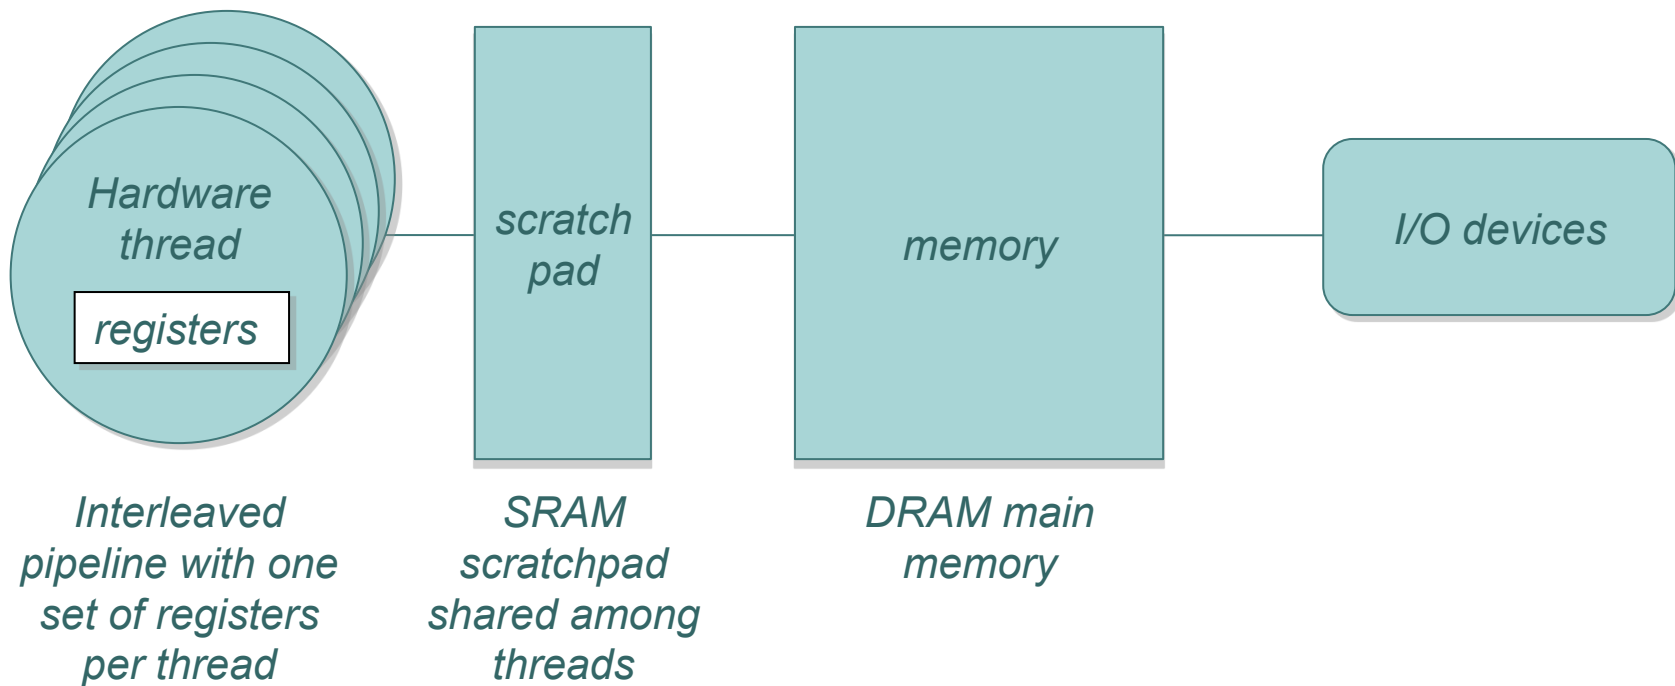 Hardware
thread
registers
scratch
pad
memory
I/O devices
Interleaved
pipeline with one
set of registers
per thread
SRAM
scratchpad
shared among
threads
DRAM main
memory